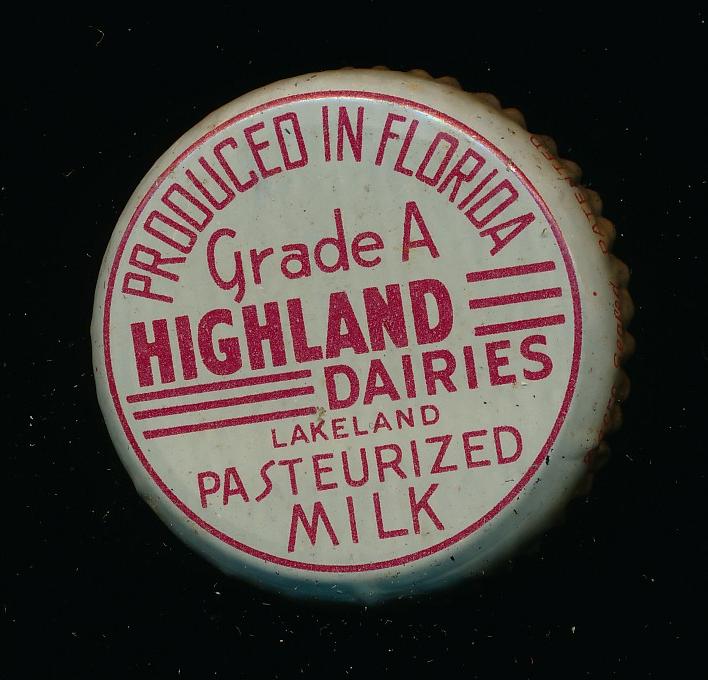 PRODUCED IN FLORIDA
Grade A
HIGHLAND
DAIRIES
LAKELAND
PASTEURIZED
MILK